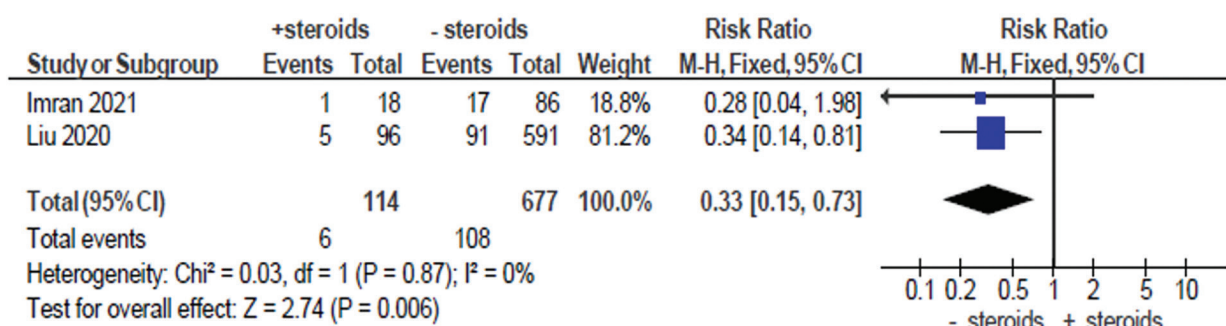 +steroids - steroids Risk Ratio Risk Ratio
Study or Subgroup Events Total Events Total Weight M-H, Fixed, 95% CI M-H, Fixed, 95% CI
Imran 2021 1 18 17 86 18.8% 0.28 [0.04, 1.98]
Liu 2020 5 96 91 591 81.2% 0.34 [0.14, 0.81]
Total (95% CI) 114 677 100.0% 0.33 [0.15, 0.73]
Total events 6 108
Heterogeneity: Chi² = 0.03, df = 1 (P = 0.87); I² = 0%
Test for overall effect: Z = 2.74 (P = 0.006)
0.1 0.2 0.5 1 2 5 10
- steroids + steroids